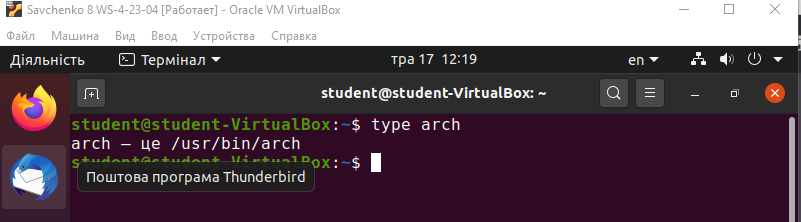 Savchenko 8 WS-4-23-04 [Работает] - Oracle VM VirtualBox
Файл Машина Вид Ввод Устройства Справка
Діяльність Термінал тра 17 12:19 en
student@student-VirtualBox: ~
student@student-VirtualBox:~$ type arch
arch — це /usr/bin/arch
student@student-VirtualBox:~$
Поштова програма Thunderbird